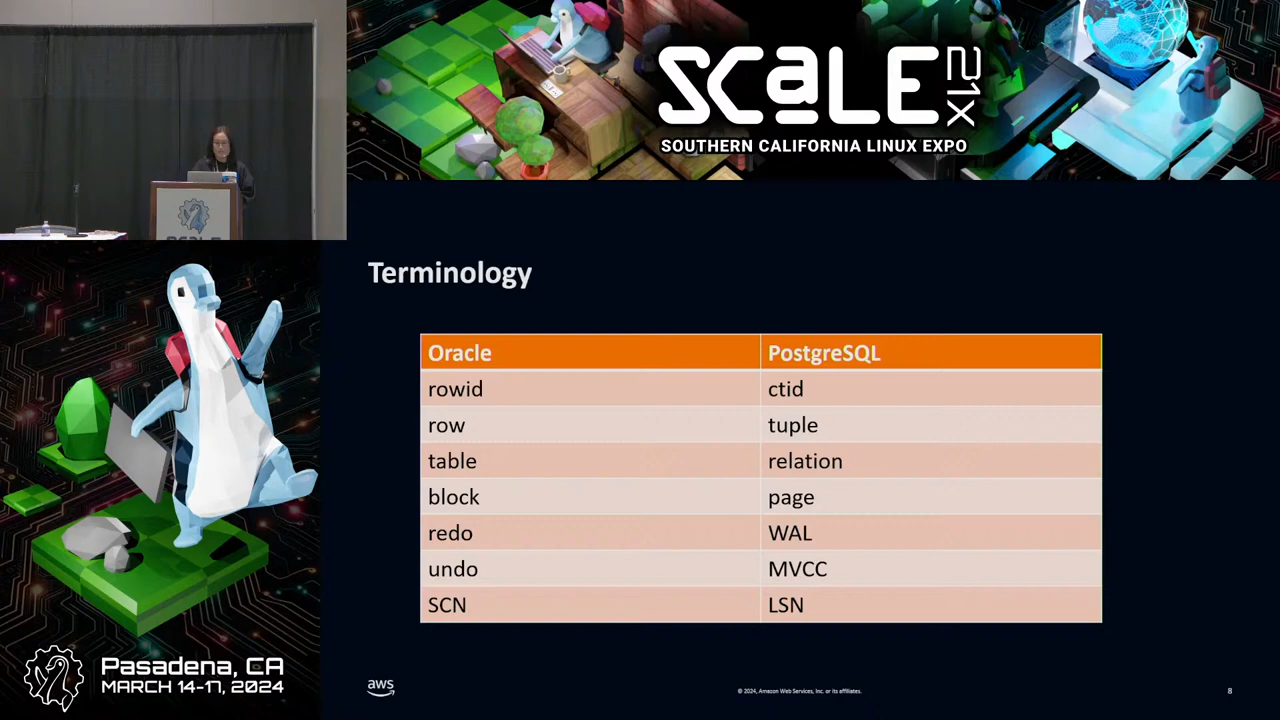 SCaLE 21X
SOUTHERN CALIFORNIA LINUX EXPO
SCALE
Terminology
Oracle PostgreSQL
rowid ctid
row tuple
table relation
block page
redo WAL
undo MVCC
SCN LSN
Pasadena, CA
MARCH 14-17, 2024
aws
© 2024, Amazon Web Services, Inc. or its affiliates.
8